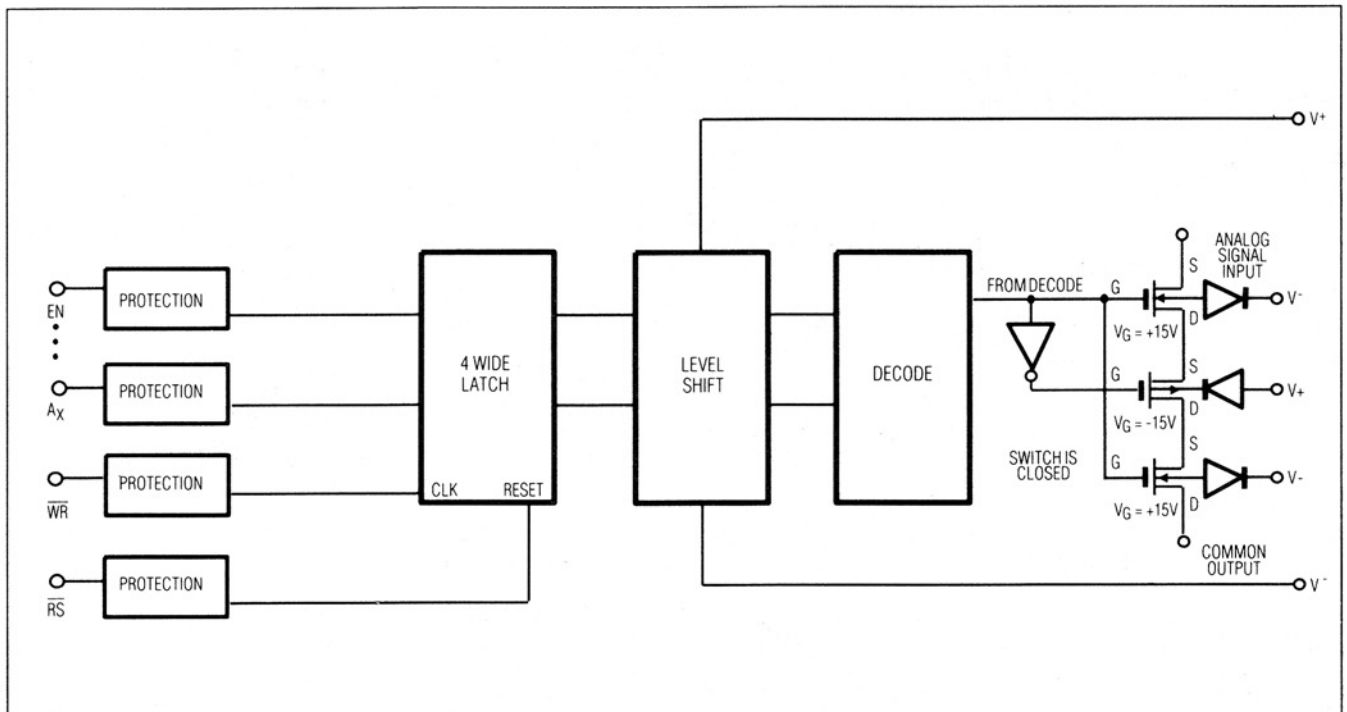 V+
EN
PROTECTION
AX
PROTECTION
WR
PROTECTION
RS
PROTECTION
4 WIDE
LATCH
CLK
RESET
LEVEL
SHIFT
DECODE
FROM DECODE
G
S
D
VG = +15V
ANALOG
SIGNAL
INPUT
V-
G
S
D
VG = -15V
V+
SWITCH IS
CLOSED
G
S
D
VG = +15V
V-
COMMON
OUTPUT
V-